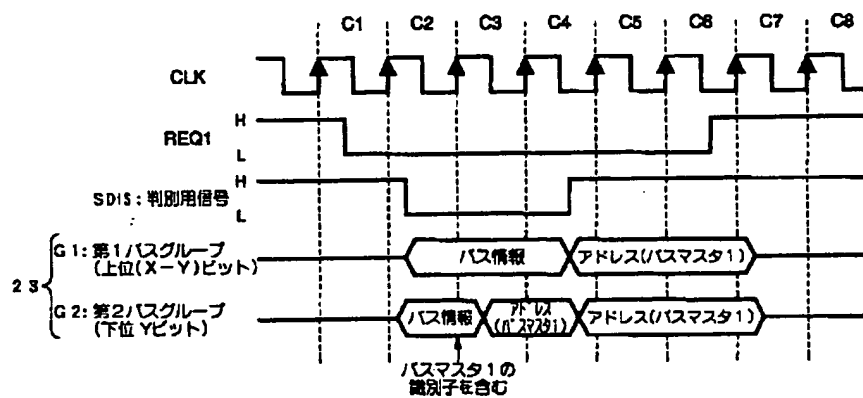 C1 C2 C3 C4 C5 C6 C7 C8
CLK
REQ1
H
L
SDIS:判別用信号
H
L
23
G1:第1バスグループ
(上位(X-Y)ビット)
バス情報
アドレス(バスマスタ1)
G2:第2バスグループ
(下位Yビット)
バス情報
アドレス
(バスマスタ1)
アドレス(バスマスタ1)
バスマスタ1の
識別子を含む